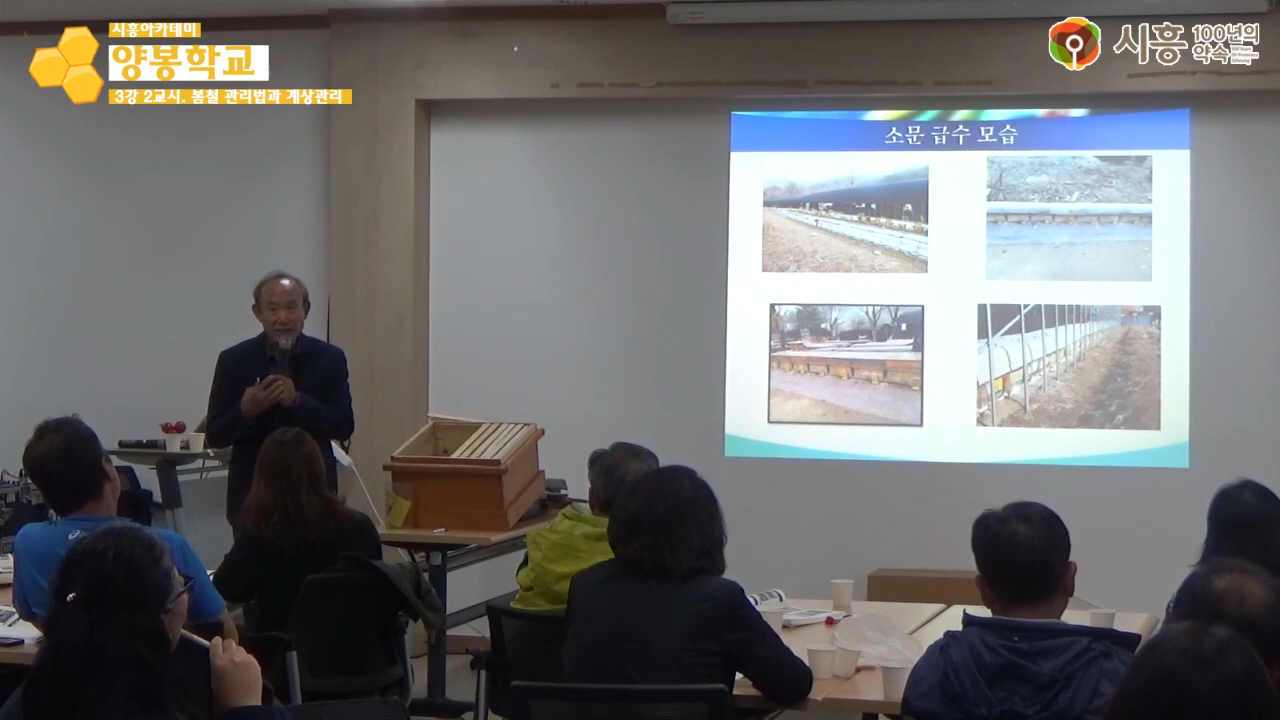 시흥아카데미
양봉학교
3강 2교시. 봄철 관리법과 계상관리
시흥 100년의
약속
소문 급수 모습